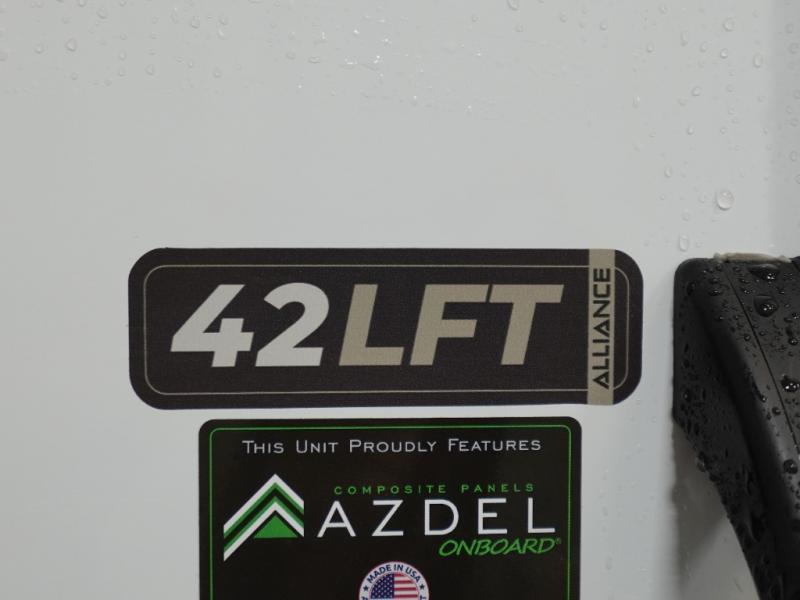 42LFT
ALLIANCE
THIS UNIT PROUDLY FEATURES
COMPOSITE PANELS
AZDEL
ONBOARD®
MADE IN USA